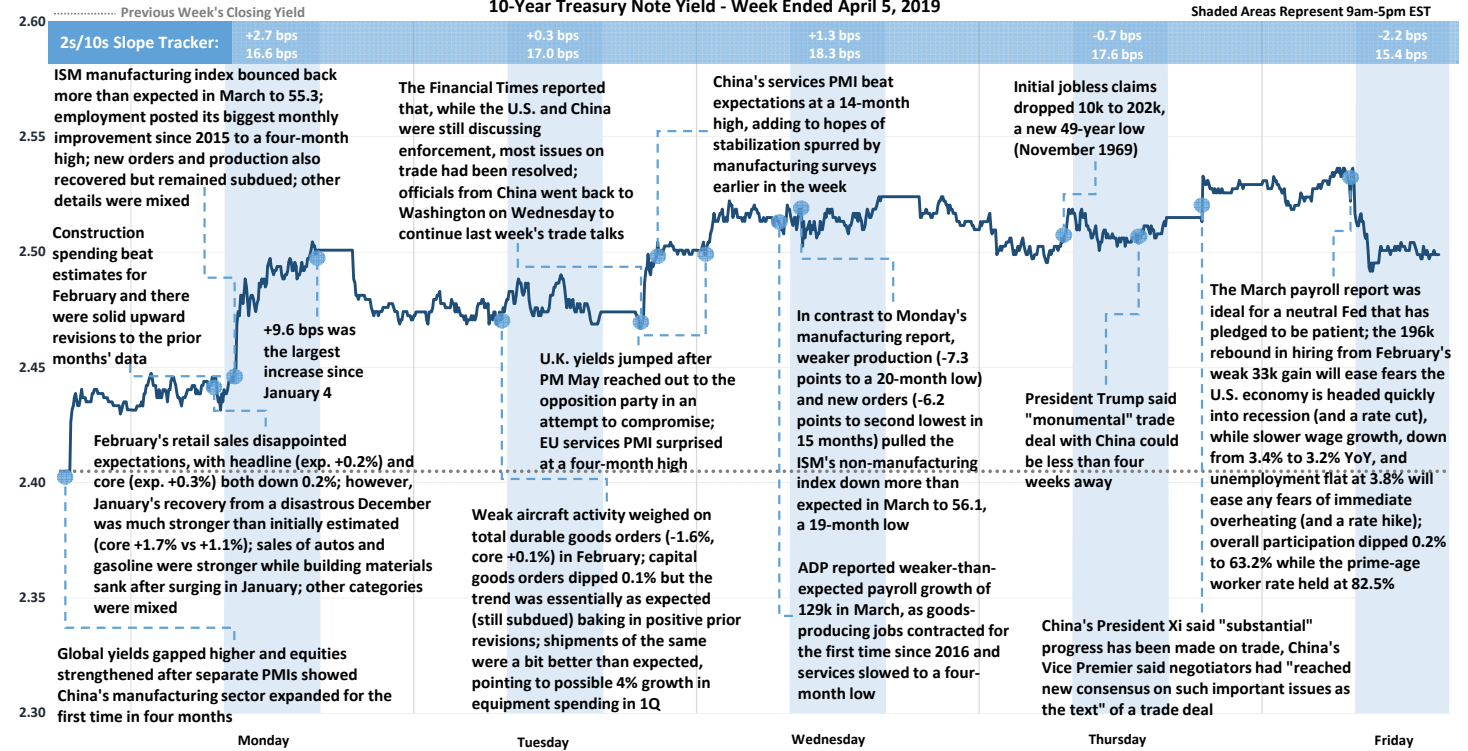 10-Year Treasury Note Yield - Week Ended April 5, 2019
Previous Week's Closing Yield
Shaded Areas Represent 9am-5pm EST
2s/10s Slope Tracker:
+2.7 bps
16.6 bps
+0.3 bps
17.0 bps
+1.3 bps
18.3 bps
-0.7 bps
17.6 bps
-2.2 bps
15.4 bps
2.60
2.55
2.50
2.45
2.40
2.35
2.30
ISM manufacturing index bounced back
more than expected in March to 55.3;
employment posted its biggest monthly
improvement since 2015 to a four-month
high; new orders and production also
recovered but remained subdued; other
details were mixed
Construction
spending beat
estimates for
February and there
were solid upward
revisions to the prior
months' data
+9.6 bps was
the largest
increase since
January 4
February's retail sales disappointed
expectations, with headline (exp. +0.2%) and
core (exp. +0.3%) both down 0.2%; however,
January's recovery from a disastrous December
was much stronger than initially estimated
(core +1.7% vs +1.1%); sales of autos and
gasoline were stronger while building materials
sank after surging in January; other categories
were mixed
Global yields gapped higher and equities
strengthened after separate PMIs showed
China's manufacturing sector expanded for the
first time in four months
The Financial Times reported
that, while the U.S. and China
were still discussing
enforcement, most issues on
trade had been resolved;
officials from China went back to
Washington on Wednesday to
continue last week's trade talks
U.K. yields jumped after
PM May reached out to the
opposition party in an
attempt to compromise;
EU services PMI surprised
at a four-month high
Weak aircraft activity weighed on
total durable goods orders (-1.6%,
core +0.1%) in February; capital
goods orders dipped 0.1% but the
trend was essentially as expected
(still subdued) baking in positive prior
revisions; shipments of the same
were a bit better than expected,
pointing to possible 4% growth in
equipment spending in 1Q
China's services PMI beat
expectations at a 14-month
high, adding to hopes of
stabilization spurred by
manufacturing surveys
earlier in the week
In contrast to Monday's
manufacturing report,
weaker production (-7.3
points to a 20-month low)
and new orders (-6.2
points to second lowest in
15 months) pulled the
ISM's non-manufacturing
index down more than
expected in March to 56.1,
a 19-month low
ADP reported weaker-than-
expected payroll growth of
129k in March, as goods-
producing jobs contracted for
the first time since 2016 and
services slowed to a four-
month low
Initial jobless claims
dropped 10k to 202k,
a new 49-year low
(November 1969)
President Trump said
"monumental" trade
deal with China could
be less than four
weeks away
China's President Xi said "substantial"
progress has been made on trade, China's
Vice Premier said negotiators had "reached
new consensus on such important issues as
the text" of a trade deal
The March payroll report was
ideal for a neutral Fed that has
pledged to be patient; the 196k
rebound in hiring from February's
weak 33k gain will ease fears the
U.S. economy is headed quickly
into recession (and a rate cut),
while slower wage growth, down
from 3.4% to 3.2% YoY, and
unemployment flat at 3.8% will
ease any fears of immediate
overheating (and a rate hike);
overall participation dipped 0.2%
to 63.2% while the prime-age
worker rate held at 82.5%
Monday
Tuesday
Wednesday
Thursday
Friday